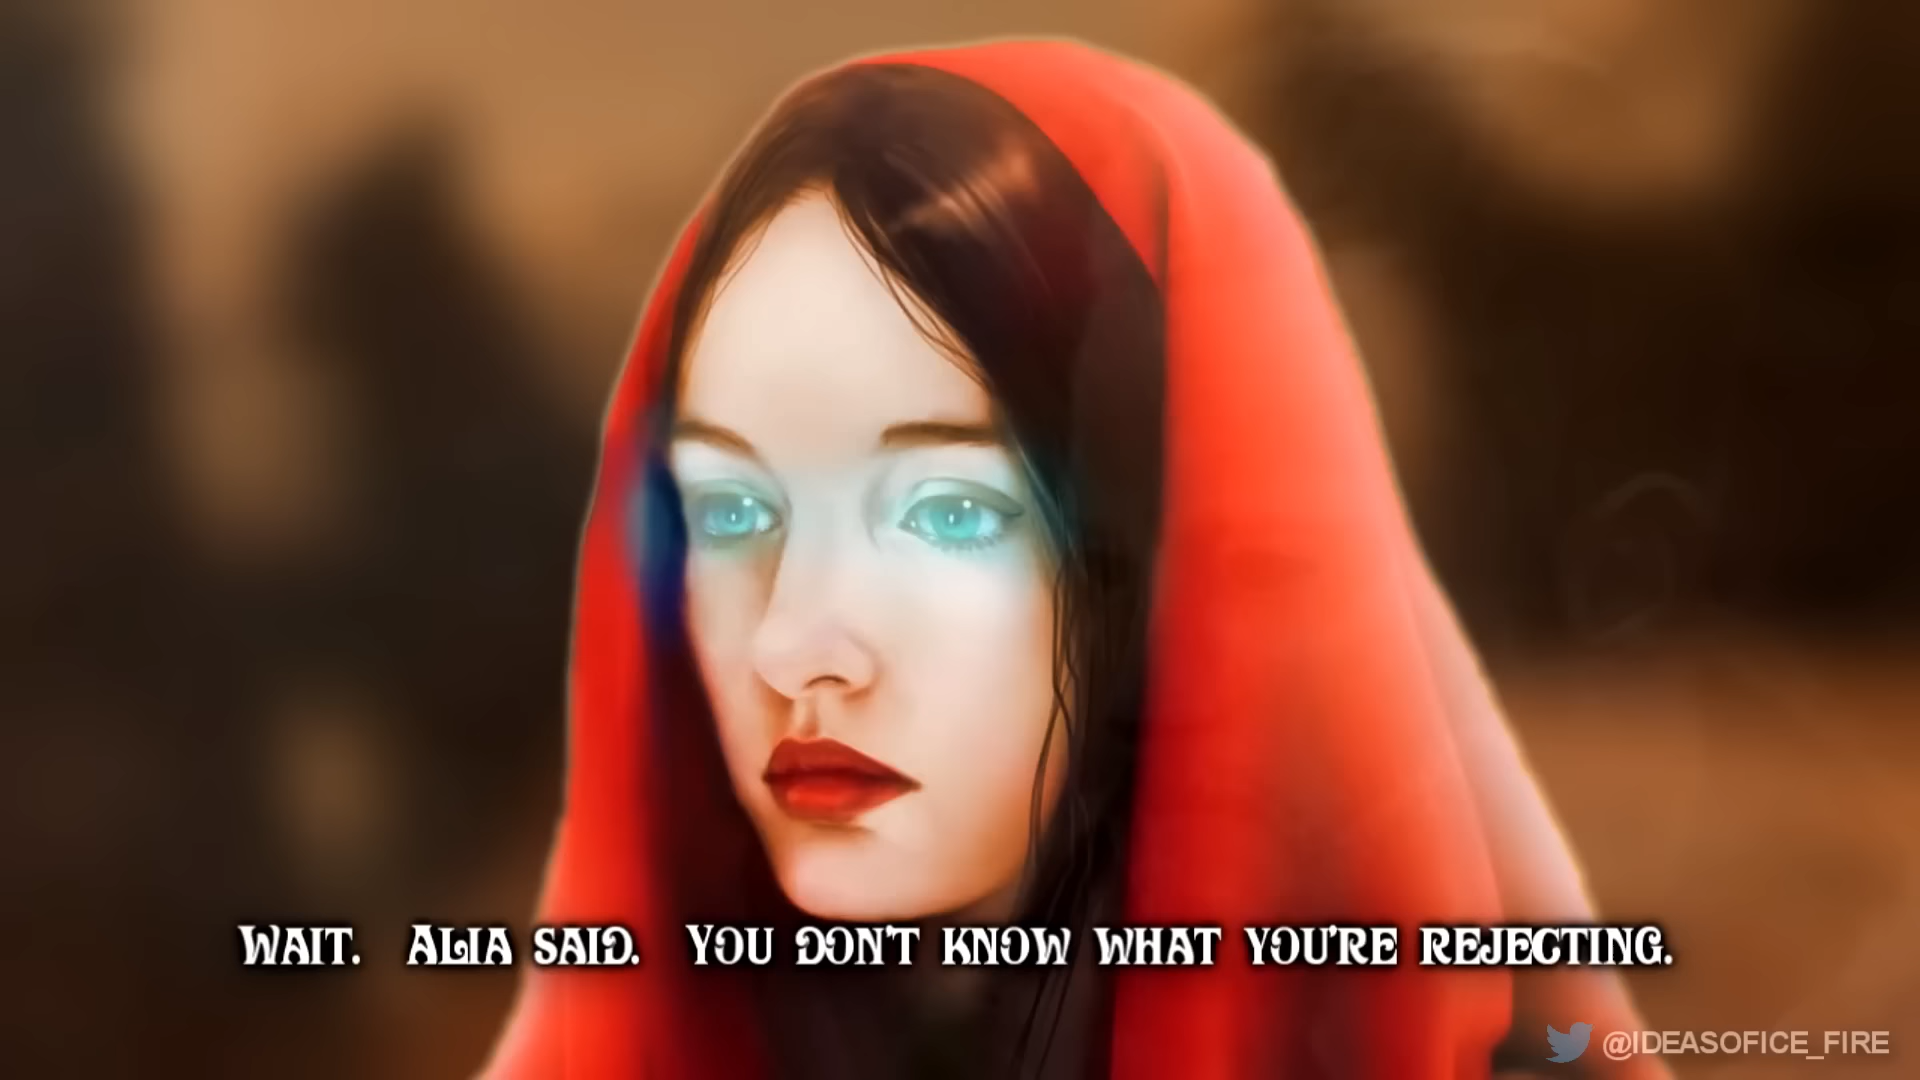 WAIT. ALIA SAID. YOU DON'T KNOW WHAT YOU'RE REJECTING.
@IDEASOFICE_FIRE